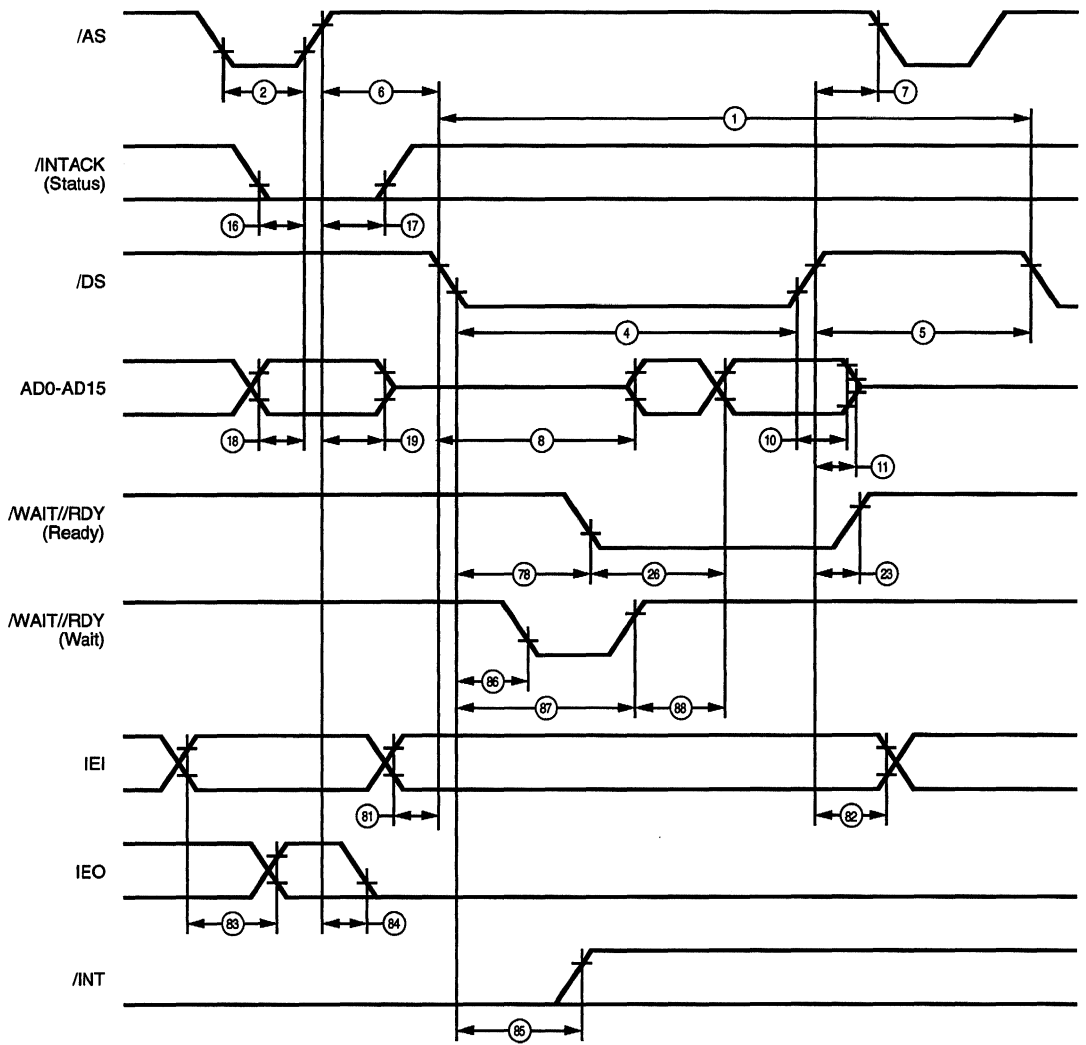 /AS
2
6
7
1
/INTACK
(Status)
16
17
/DS
4
5
AD0-AD15
18
19
8
10
11
/WAIT//RDY
(Ready)
78
26
23
/WAIT//RDY
(Wait)
86
87
88
IEI
81
82
IEO
83
84
/INT
85